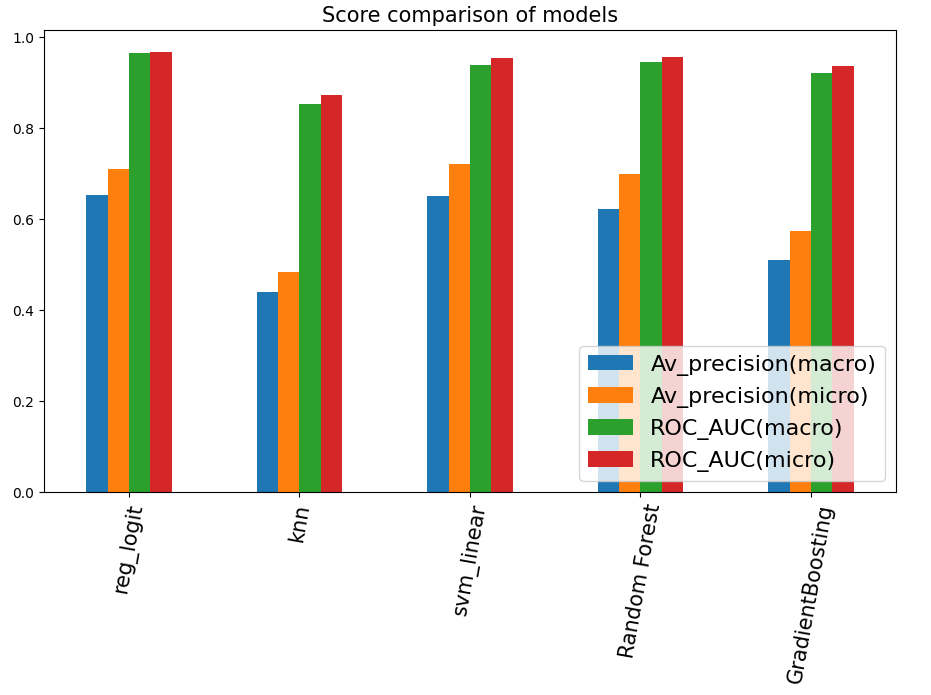 Score comparison of models
1.0
0.8
0.6
0.4
0.2
0.0
Av_precision(macro)
Av_precision(micro)
ROC_AUC(macro)
ROC_AUC(micro)
reg_logit
knn
svm_linear
Random Forest
GradientBoosting